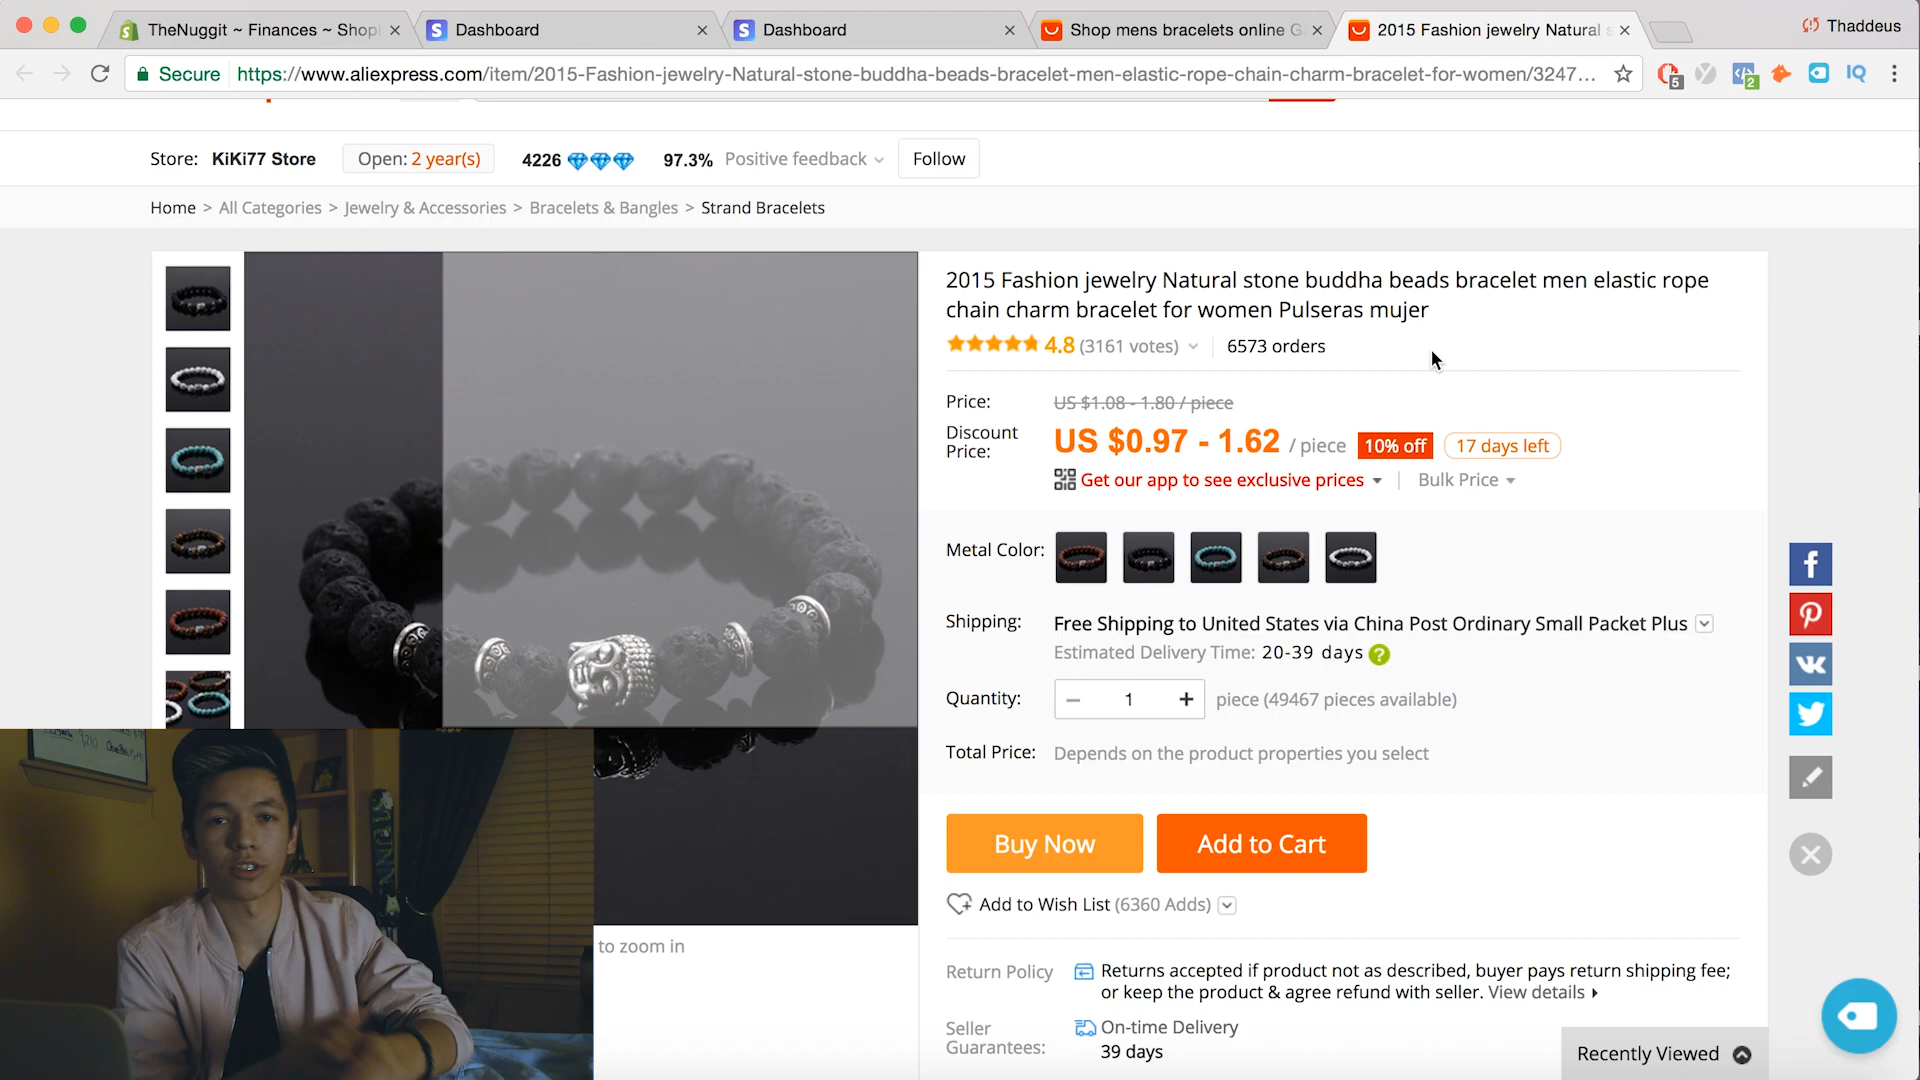 TheNuggit ~ Finances ~ Shop
Dashboard
Dashboard
Shop mens bracelets online G
2015 Fashion jewelry Natural s
Thaddeus
Secure
https://www.aliexpress.com/item/2015-Fashion-jewelry-Natural-stone-buddha-beads-bracelet-men-elastic-rope-chain-charm-bracelet-for-women/3247...
5
2
IQ
Store: KiKi77 Store
Open: 2 year(s)
4226
97.3% Positive feedback
Follow
Home > All Categories > Jewelry & Accessories > Bracelets & Bangles > Strand Bracelets
2015 Fashion jewelry Natural stone buddha beads bracelet men elastic rope
chain charm bracelet for women Pulseras mujer
4.8 (3161 votes)
6573 orders
Price: US $1.08 - 1.80 / piece
Discount
Price:
US $0.97 - 1.62 / piece
10% off
17 days left
Get our app to see exclusive prices
Bulk Price
Metal Color:
Shipping: Free Shipping to United States via China Post Ordinary Small Packet Plus
Estimated Delivery Time: 20-39 days ?
Quantity: − 1 + piece (49467 pieces available)
Total Price: Depends on the product properties you select
Buy Now
Add to Cart
Add to Wish List (6360 Adds)
to zoom in
Return Policy
Returns accepted if product not as described, buyer pays return shipping fee;
or keep the product & agree refund with seller. View details
Seller
Guarantees:
On-time Delivery
39 days
Recently Viewed